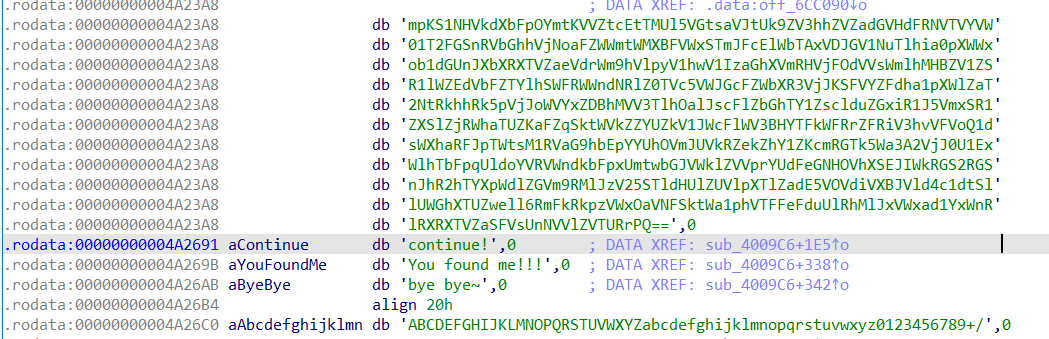 .rodata:00000000004A23A8 ; DATA XREF: .data:off_6CC090↓o
.rodata:00000000004A23A8 db 'mpKS1NHVkdXbFpOYmtKVVZtcEtTMUl5VGtsaVJtUk9ZV3hhZVZadGVHdFRNVTVYVW'
.rodata:00000000004A23A8 db '01T2FGSnRVbGhhVjNoaFZWWmtWMXBFVWxSTmJFcElWbTAxVDJGV1NuTlhia0pXWWx'
.rodata:00000000004A23A8 db 'ob1dGUnJXbXRXTVZaeVdrWm9hVlpyV1hwV1IzaGhXVmRHVjFOdVVsWmlhMHBZV1ZS'
.rodata:00000000004A23A8 db 'R1lWZEdVbFZTYlhSWFRWWndNRlZ0TVc5VWJGcFZWbXR3VjJKSFVYZFdha1pXWlZaT'
.rodata:00000000004A23A8 db '2NtRkhhRk5pVjJoWVYxZDBhMVV3TlhOalJscFlZbGhTY1ZsclduZGxiR1J5VmxSR1'
.rodata:00000000004A23A8 db 'ZXSlZjRWhaTUZKaFZqSktWVkZZYUZkV1JWcFlWV3BHYTFkWFRrZFRiV3hvVFVoQ1d'
.rodata:00000000004A23A8 db 'sWXhaRFJpTWtsM1RVaG9hbEpYYUhOVmJUVkRZekZhY1ZKcmRGTk5Wa3A2VjJ0U1Ex'
.rodata:00000000004A23A8 db 'WlhTbFpqUldoYVRVWndkbFpxUmtwbGJVWklZVVprYUdFeGNHOVhXSEJIWkRGS2RGS'
.rodata:00000000004A23A8 db 'nJhR2hTYXpWdlZGVm9RMlJzV25STldHUlZUVlpXTlZadE5VOVdiVXBJVld4c1dtSl'
.rodata:00000000004A23A8 db 'lUWGhXTUZwell6RmFkRkpzVWxOaVNFSktWa1phVTFFeFduUlRhMlJxVWxad1YxWnR'
.rodata:00000000004A23A8 db 'lRXRXTVZaSFVsUnNVVlZVTURrPQ==',0
.rodata:00000000004A2691 aContinue db 'continue!',0 ; DATA XREF: sub_4009C6+1E5↑o
.rodata:00000000004A269B aYouFoundMe db 'You found me!!!',0 ; DATA XREF: sub_4009C6+338↑o
.rodata:00000000004A26AB aByeBye db 'bye bye~',0 ; DATA XREF: sub_4009C6+342↑o
.rodata:00000000004A26B4 align 20h
.rodata:00000000004A26C0 aAbcdefghijklmn db 'ABCDEFGHIJKLMNOPQRSTUVWXYZabcdefghijklmnopqrstuvwxyz0123456789+/',0